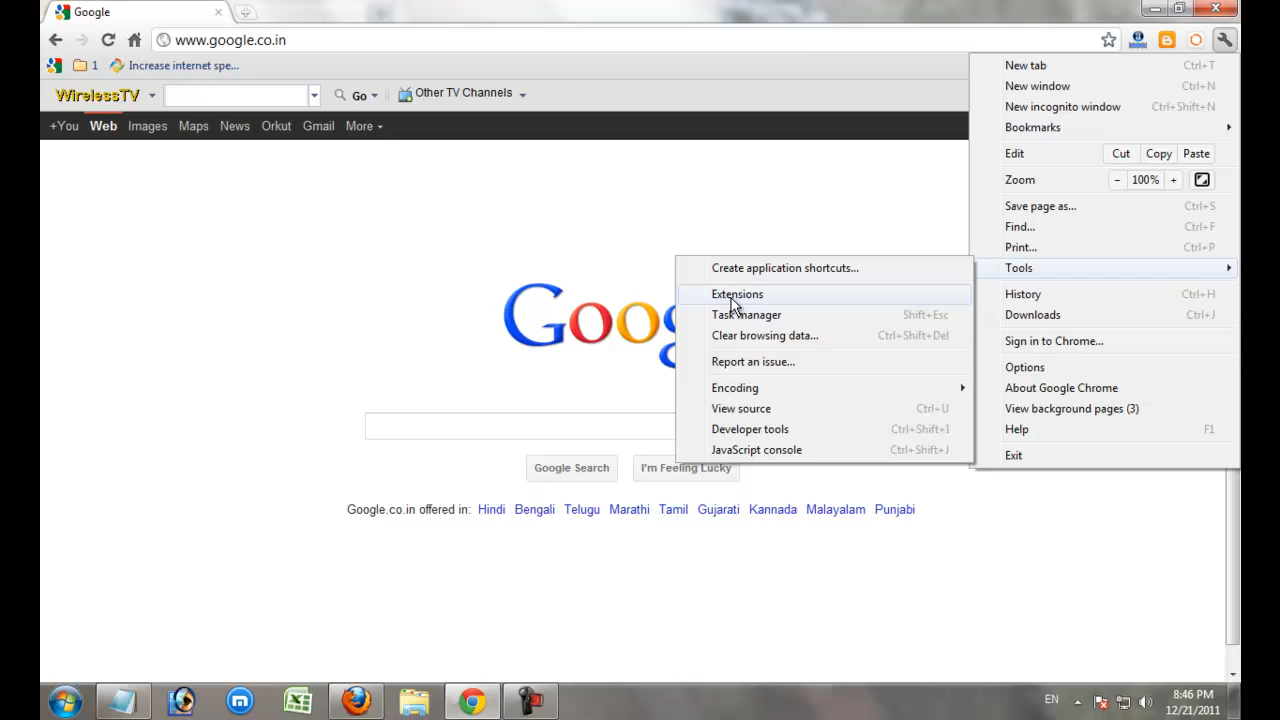 Google
www.google.co.in
1 Increase internet spe...
WirelessTV Go Other TV Channels
+You Web Images Maps News Orkut Gmail More
New tab Ctrl+T
New window Ctrl+N
New incognito window Ctrl+Shift+N
Bookmarks
Edit Cut Copy Paste
Zoom - 100% +
Save page as... Ctrl+S
Find... Ctrl+F
Print... Ctrl+P
Tools
History Ctrl+H
Downloads Ctrl+J
Sign in to Chrome...
Options
About Google Chrome
View background pages (3)
Help F1
Exit
Create application shortcuts...
Extensions
Task manager Shift+Esc
Clear browsing data... Ctrl+Shift+Del
Report an issue...
Encoding
View source Ctrl+U
Developer tools Ctrl+Shift+I
JavaScript console Ctrl+Shift+J
Goo
Google Search I'm Feeling Lucky
Google.co.in offered in: Hindi Bengali Telugu Marathi Tamil Gujarati Kannada Malayalam Punjabi
EN 8:46 PM
12/21/2011